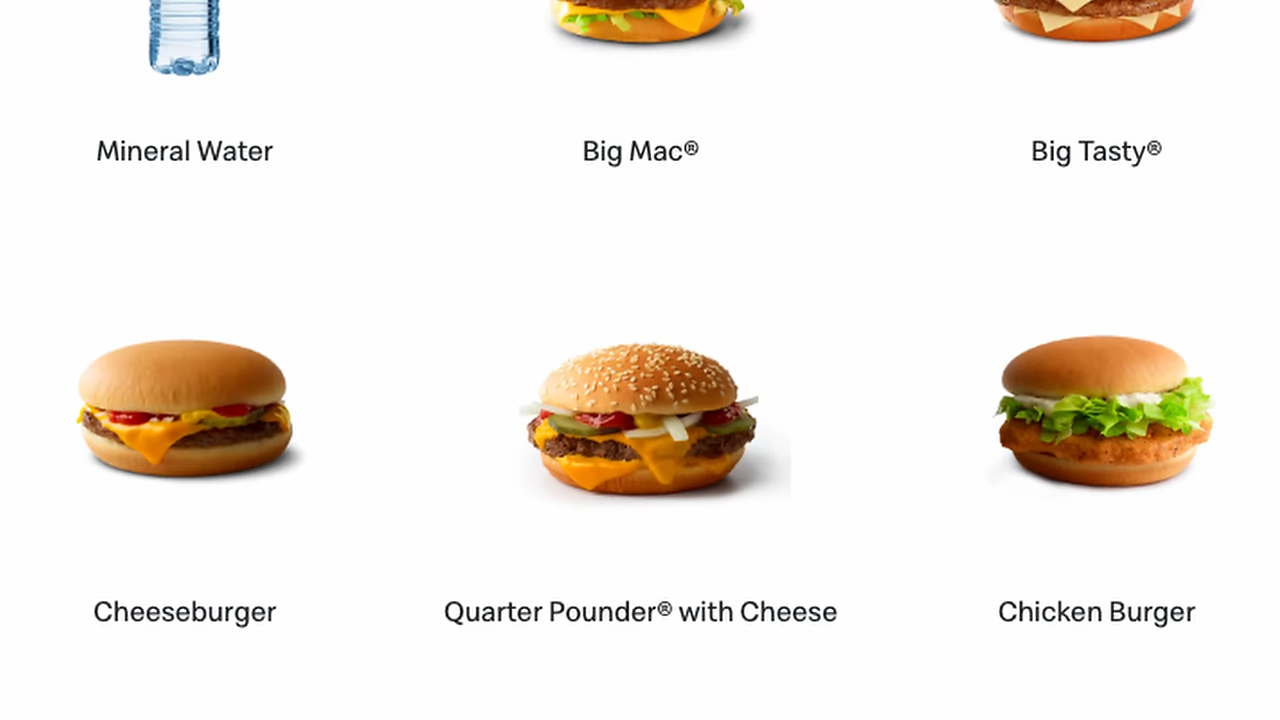 Mineral Water
Big Mac®
Big Tasty®
Cheeseburger
Quarter Pounder® with Cheese
Chicken Burger